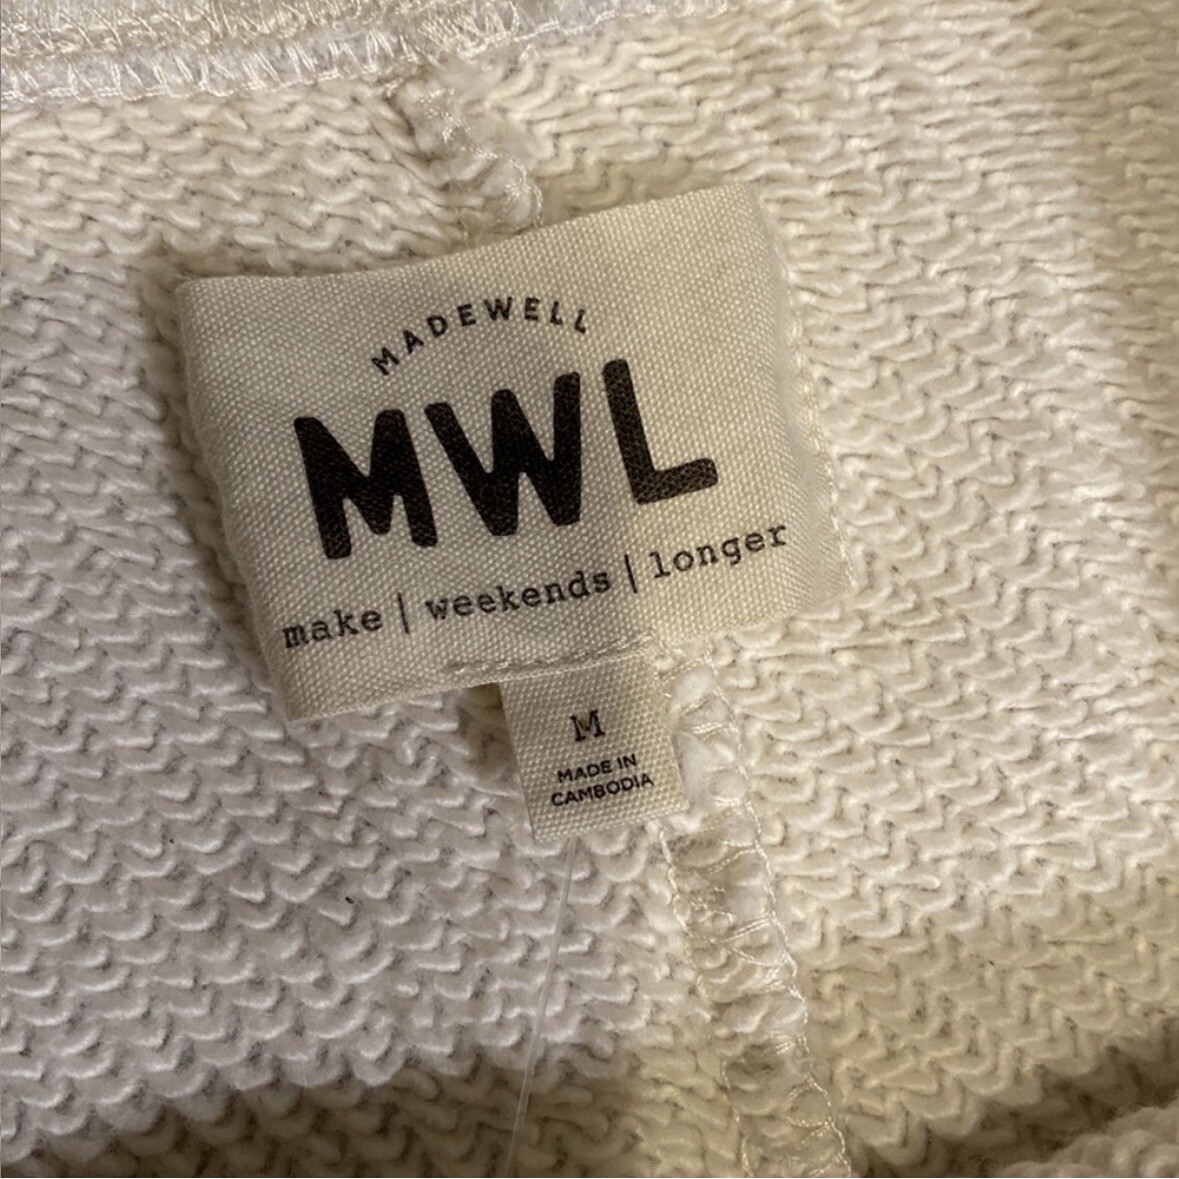 MADEWELL
MWL
make | weekends | longer
M
MADE IN
CAMBODIA